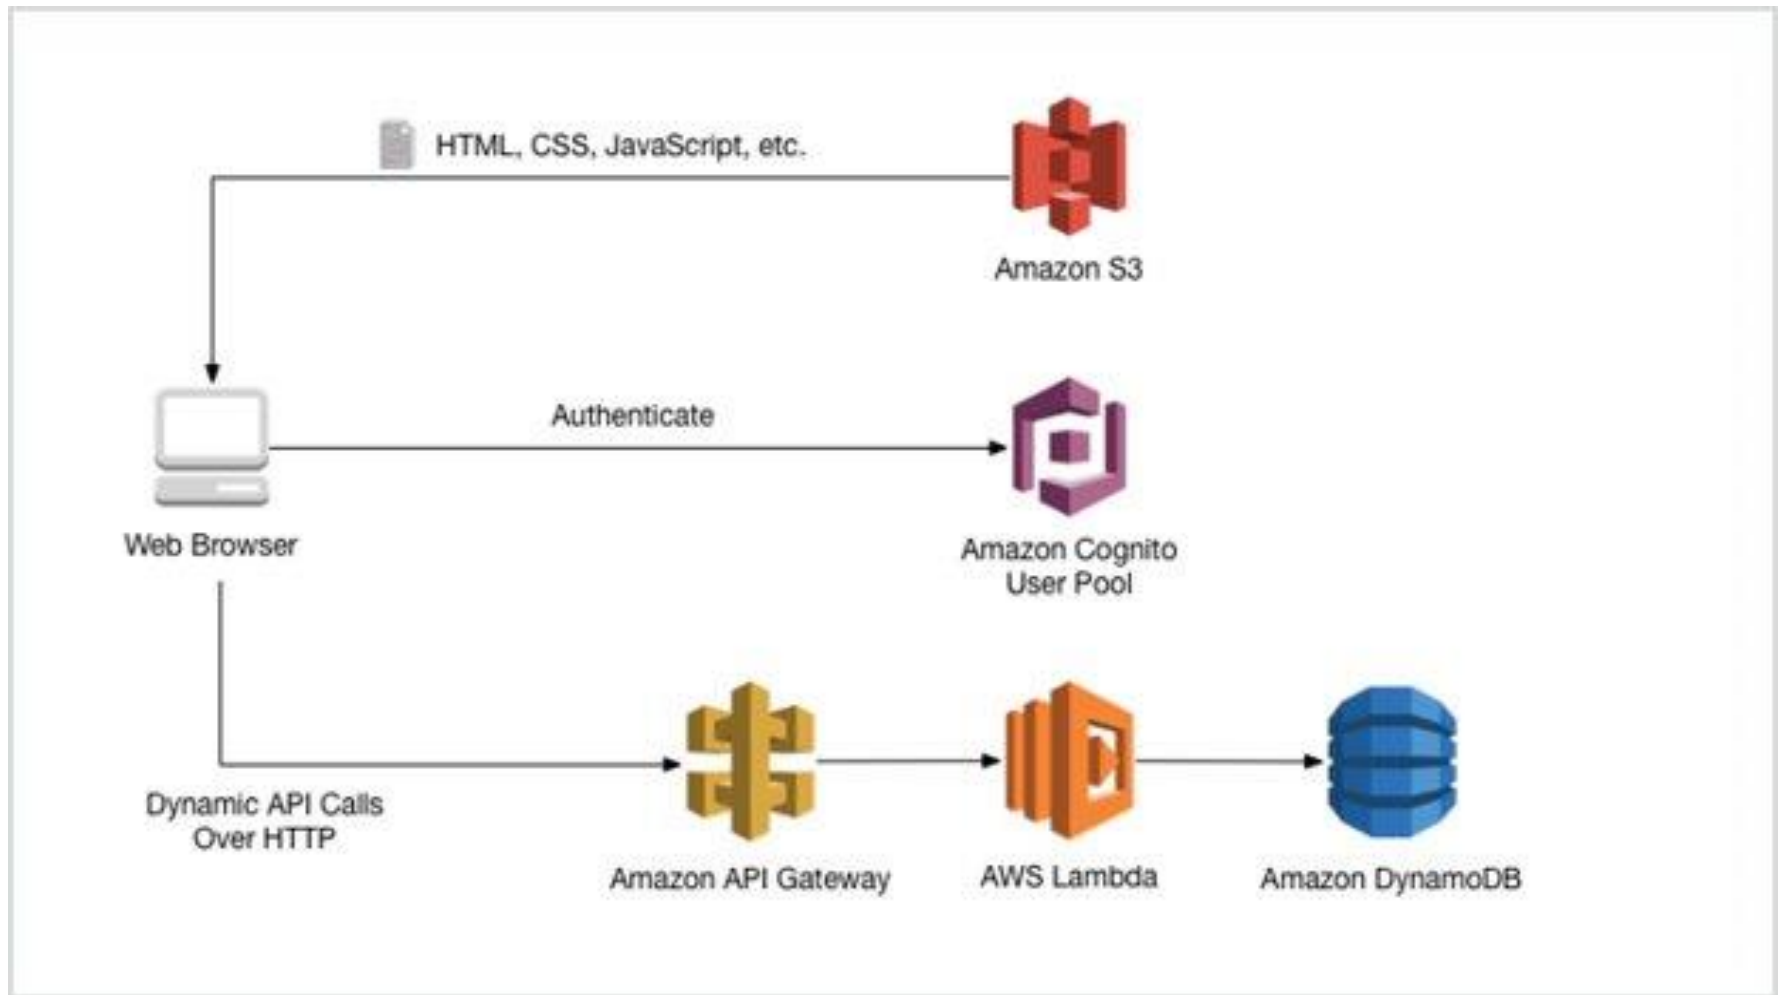 HTML, CSS, JavaScript, etc.
Amazon S3
Authenticate
Web Browser
Amazon Cognito
User Pool
Dynamic API Calls
Over HTTP
Amazon API Gateway
AWS Lambda
Amazon DynamoDB